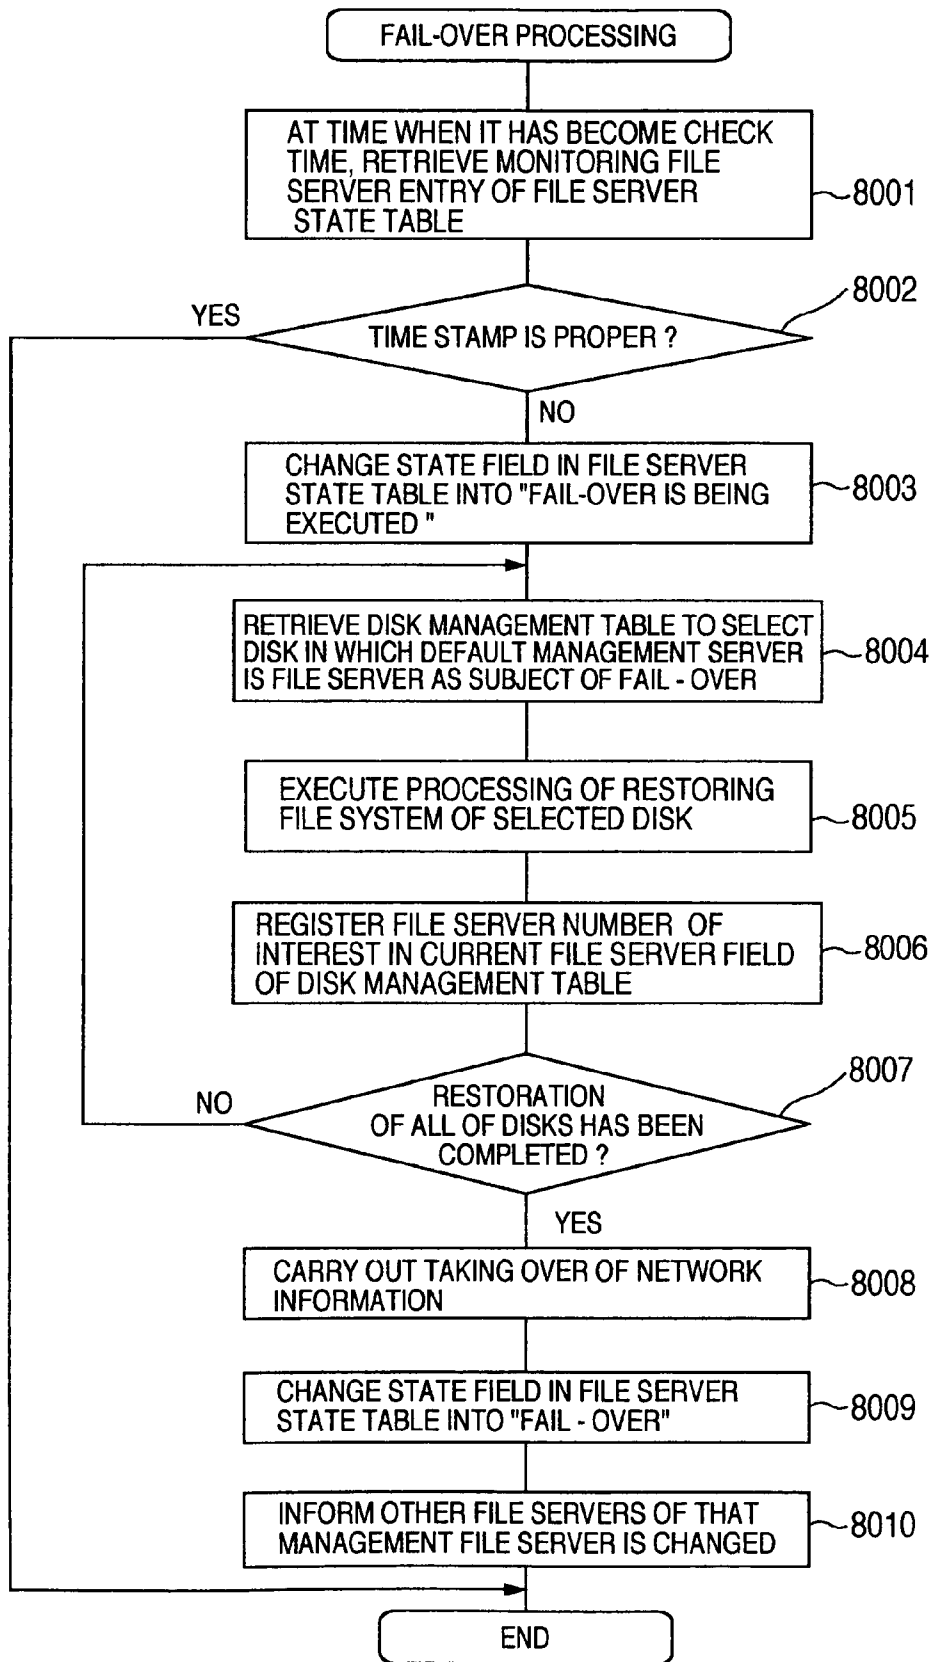 FAIL-OVER PROCESSING
AT TIME WHEN IT HAS BECOME CHECK
TIME, RETRIEVE MONITORING FILE
SERVER ENTRY OF FILE SERVER
STATE TABLE
8001
8002
YES
TIME STAMP IS PROPER ?
NO
CHANGE STATE FIELD IN FILE SERVER
STATE TABLE INTO "FAIL-OVER IS BEING
EXECUTED "
8003
RETRIEVE DISK MANAGEMENT TABLE TO SELECT
DISK IN WHICH DEFAULT MANAGEMENT SERVER
IS FILE SERVER AS SUBJECT OF FAIL - OVER
8004
EXECUTE PROCESSING OF RESTORING
FILE SYSTEM OF SELECTED DISK
8005
REGISTER FILE SERVER NUMBER OF
INTEREST IN CURRENT FILE SERVER FIELD
OF DISK MANAGEMENT TABLE
8006
8007
NO
RESTORATION
OF ALL OF DISKS HAS BEEN
COMPLETED ?
YES
CARRY OUT TAKING OVER OF NETWORK
INFORMATION
8008
CHANGE STATE FIELD IN FILE SERVER
STATE TABLE INTO "FAIL - OVER"
8009
INFORM OTHER FILE SERVERS OF THAT
MANAGEMENT FILE SERVER IS CHANGED
8010
END